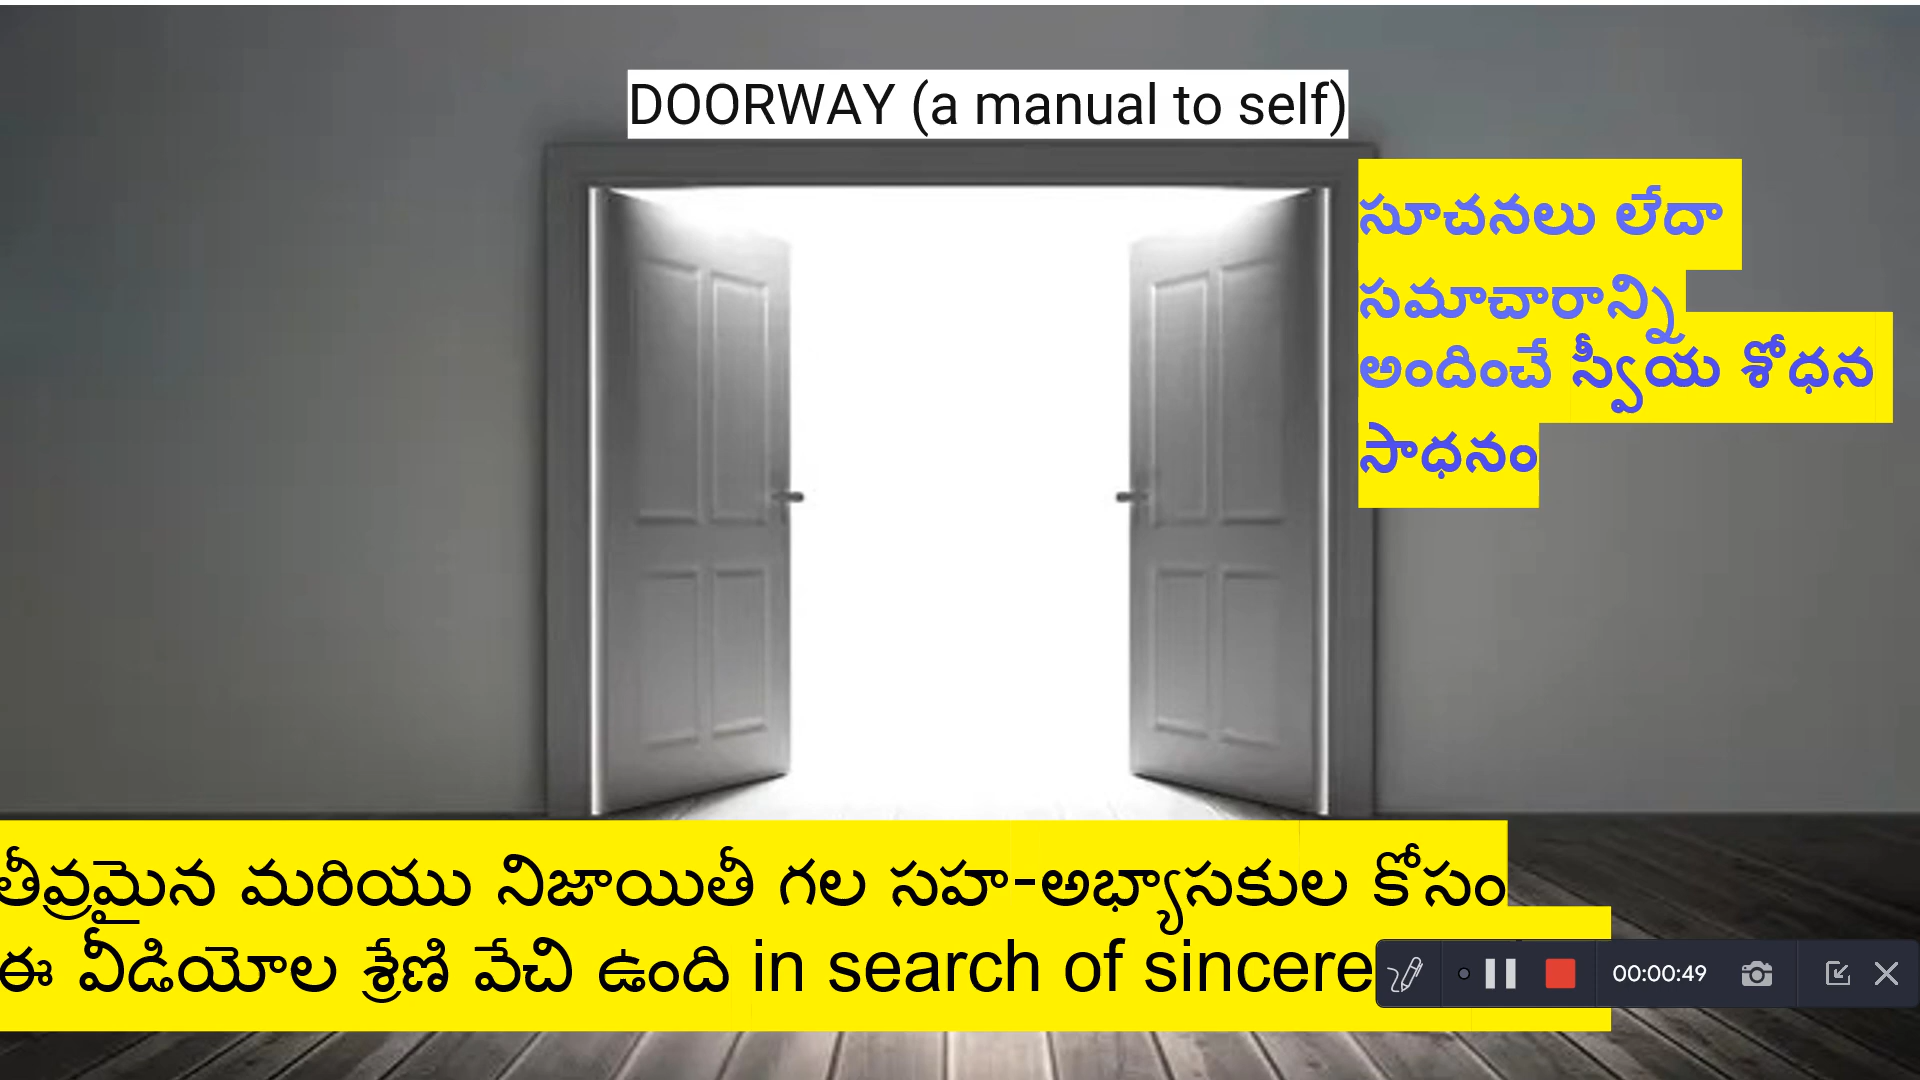 DOORWAY (a manual to self)
సూచనలు లేదా
సమాచారాన్ని
అందించే స్వీయ శోధన
సాధనం
తీవ్రమైన మరియు నిజాయితీ గల సహ-అభ్యాసకుల కోసం
ఈ వీడియోల శ్రేణి వేచి ఉంది in search of sincere
00:00:49